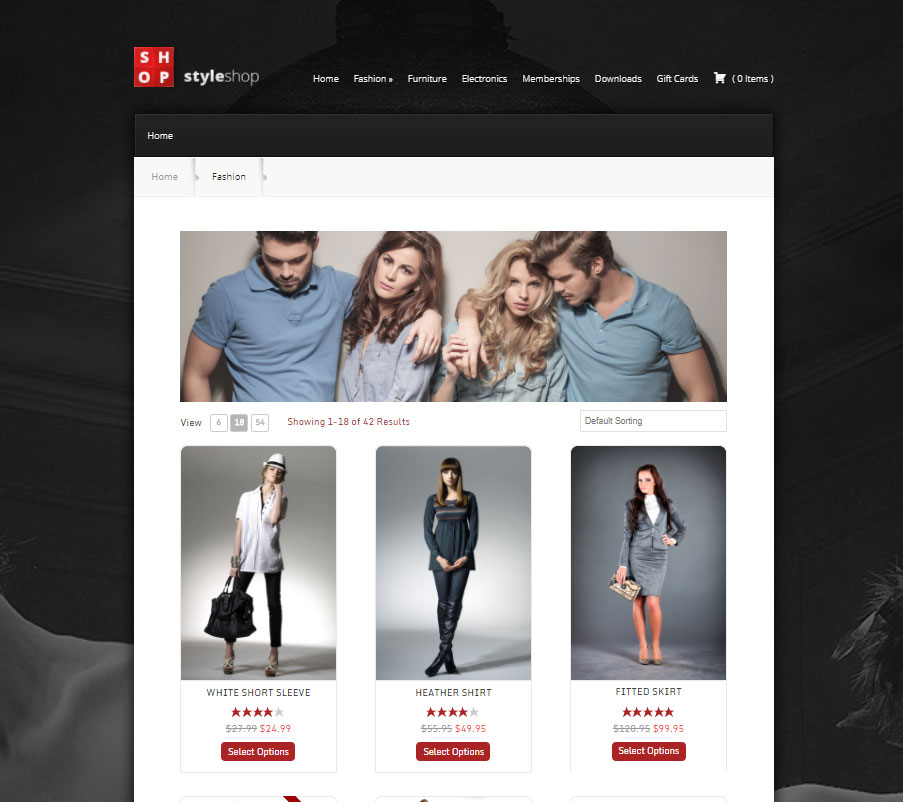 SH
OP
styleshop
Home Fashion » Furniture Electronics Memberships Downloads Gift Cards ( 0 Items )
Home
Home Fashion
View 6 18 54 Showing 1-18 of 42 Results Default Sorting
WHITE SHORT SLEEVE
$27.99 $24.99
Select Options
HEATHER SHIRT
$55.95 $49.95
Select Options
FITTED SKIRT
$120.95 $99.95
Select Options